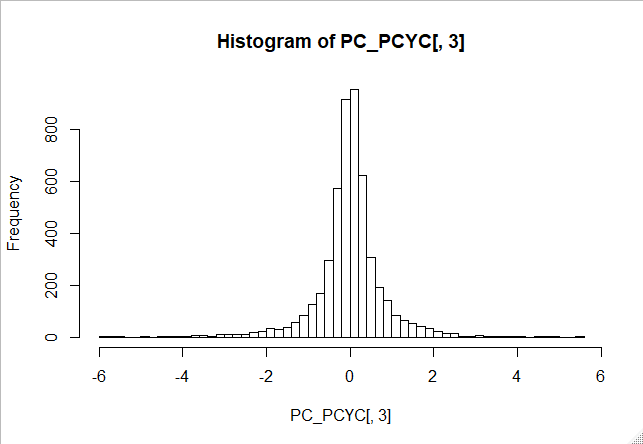 Histogram of PC_PCYC[, 3]
Frequency
800
600
400
200
0
-6 -4 -2 0 2 4 6
PC_PCYC[, 3]